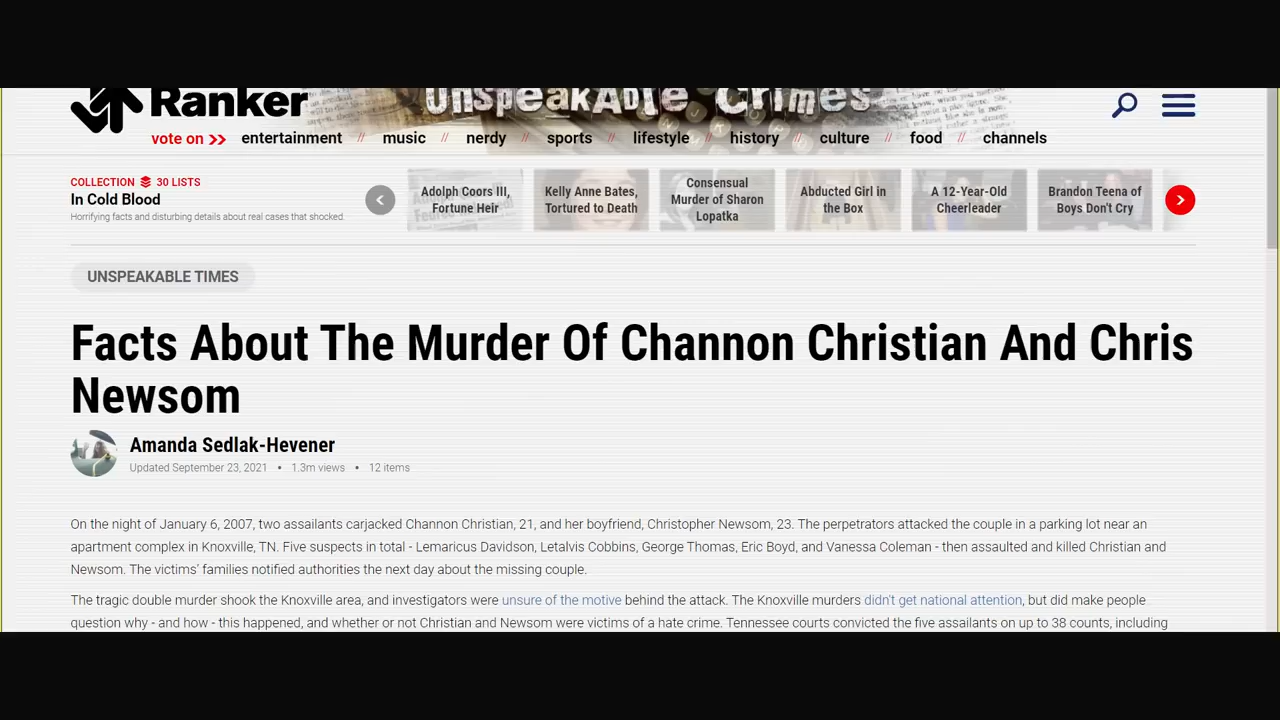 Ranker
Unspeakable Crimes
vote on >> entertainment // music // nerdy // sports // lifestyle // history // culture // food // channels
COLLECTION 30 LISTS
In Cold Blood
Horrifying facts and disturbing details about real cases that shocked
Adolph Coors III,
Fortune Heir
Kelly Anne Bates,
Tortured to Death
Consensual
Murder of Sharon
Lopatka
Abducted Girl in
the Box
A 12-Year-Old
Cheerleader
Brandon Teena of
Boys Don't Cry
UNSPEAKABLE TIMES
Facts About The Murder Of Channon Christian And Chris
Newsom
Amanda Sedlak-Hevener
Updated September 23, 2021 • 1.3m views • 12 items
On the night of January 6, 2007, two assailants carjacked Channon Christian, 21, and her boyfriend, Christopher Newsom, 23. The perpetrators attacked the couple in a parking lot near an
apartment complex in Knoxville, TN. Five suspects in total - Lemaricus Davidson, Letalvis Cobbins, George Thomas, Eric Boyd, and Vanessa Coleman - then assaulted and killed Christian and
Newsom. The victims' families notified authorities the next day about the missing couple.
The tragic double murder shook the Knoxville area, and investigators were unsure of the motive behind the attack. The Knoxville murders didn't get national attention, but did make people
question why - and how - this happened, and whether or not Christian and Newsom were victims of a hate crime. Tennessee courts convicted the five assailants on up to 38 counts, including